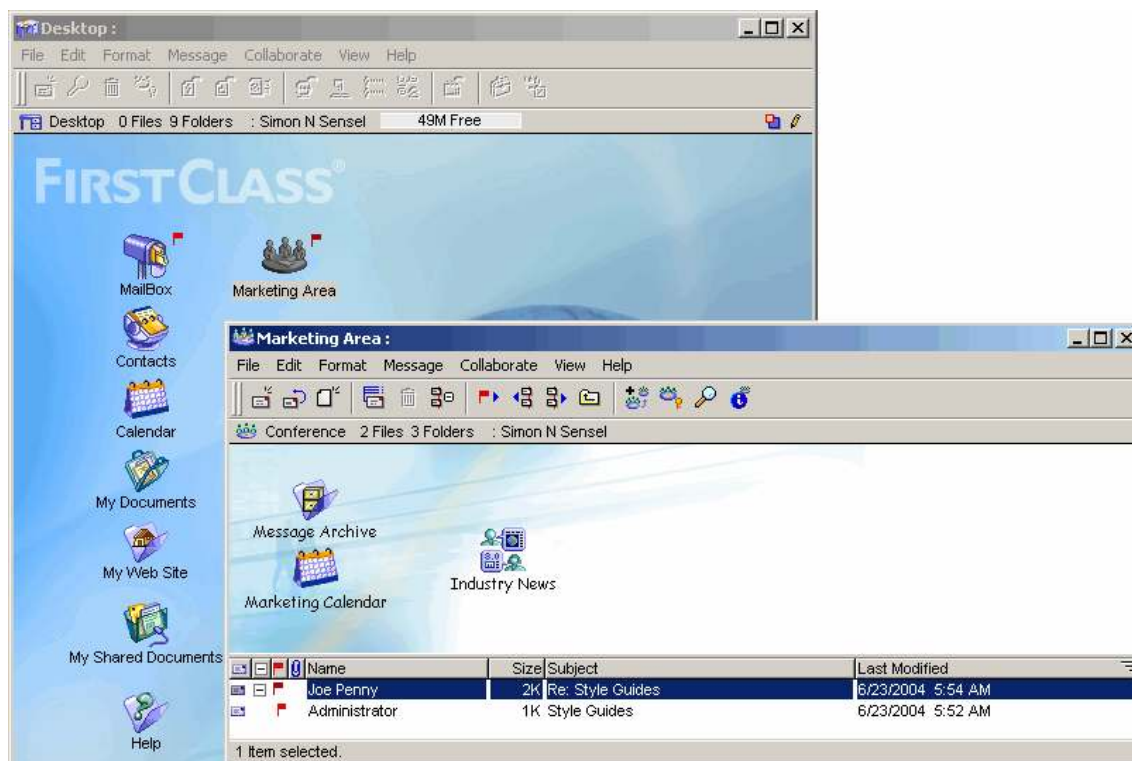 Desktop :
File Edit Format Message Collaborate View Help
Desktop 0 Files 9 Folders : Simon N Sensel 49M Free
FIRSTCLASS®
MailBox
Marketing Area
Contacts
Calendar
My Documents
My Web Site
My Shared Documents
Help
Marketing Area :
File Edit Format Message Collaborate View Help
Conference 2 Files 3 Folders : Simon N Sensel
Message Archive
Industry News
Marketing Calendar
Name Size Subject Last Modified
Joe Penny 2K Re: Style Guides 6/23/2004 5:54 AM
Administrator 1K Style Guides 6/23/2004 5:52 AM
1 Item selected.